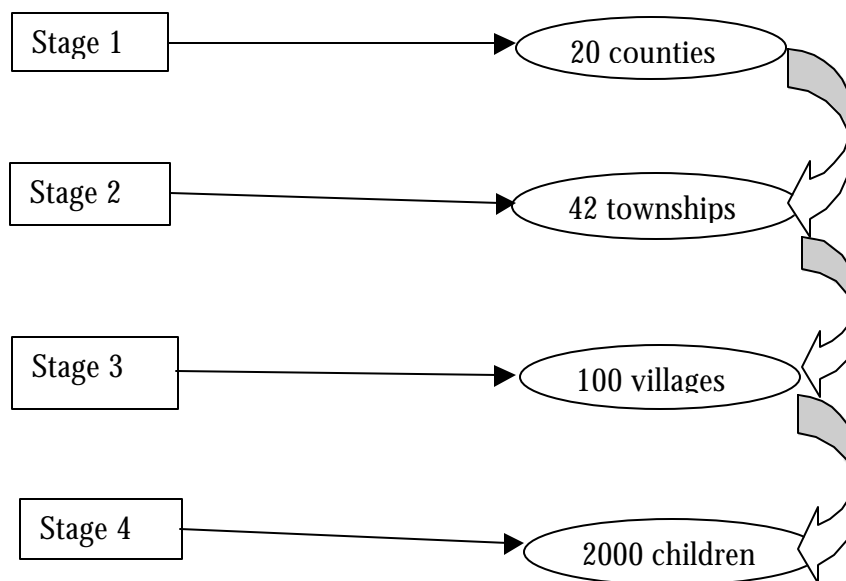 Stage 1
20 counties
Stage 2
42 townships
Stage 3
100 villages
Stage 4
2000 children